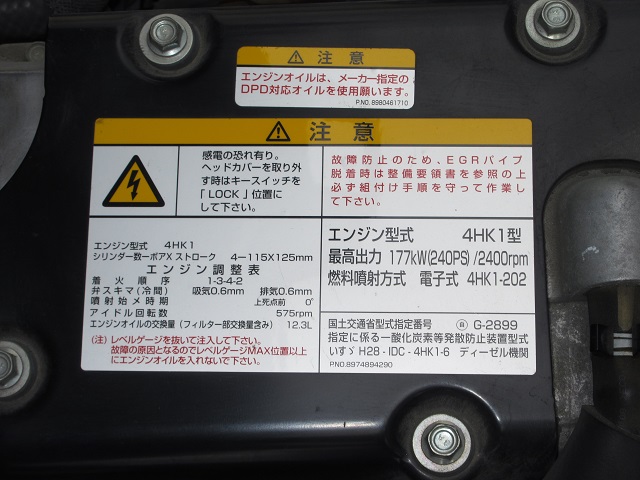 注意
エンジンオイルは、メーカー指定の
DPD対応オイルを使用願います。
P.NO. 8980461710
注意
感電の恐れ有り。
ヘッドカバーを取り外
す時はキースイッチを
「LOCK」位置に
して下さい。
故障防止のため、EGRパイプ
脱着時は整備要領書を参照の上
必ず組付け手順を守って作業し
て下さい。
エンジン型式 4HK1
シリンダー数ーボアX ストローク 4-115X125mm
エンジン調整表
着火順序 1-3-4-2
弁スキマ(冷間) 吸気0.6mm 排気0.6mm
噴射始メ時期 上死点前 0°
アイドル回転数 575rpm
エンジンオイルの交換量(フィルター部交換量含み) 12.3L
(注)レベルゲージを抜いて注入して下さい。
故障の原因となるのでレベルゲージMAX位置以上
にエンジンオイルを入れないで下さい。
エンジン型式 4HK1型
最高出力 177kW(240PS)/2400rpm
燃料噴射方式 電子式 4HK1-202
国土交通省型式指定番号 G-2899
指定に係る一酸化炭素等発散防止装置型式
いすゞ H28-IDC-4HK1-6 ディーゼル機関
P.NO.8974894290